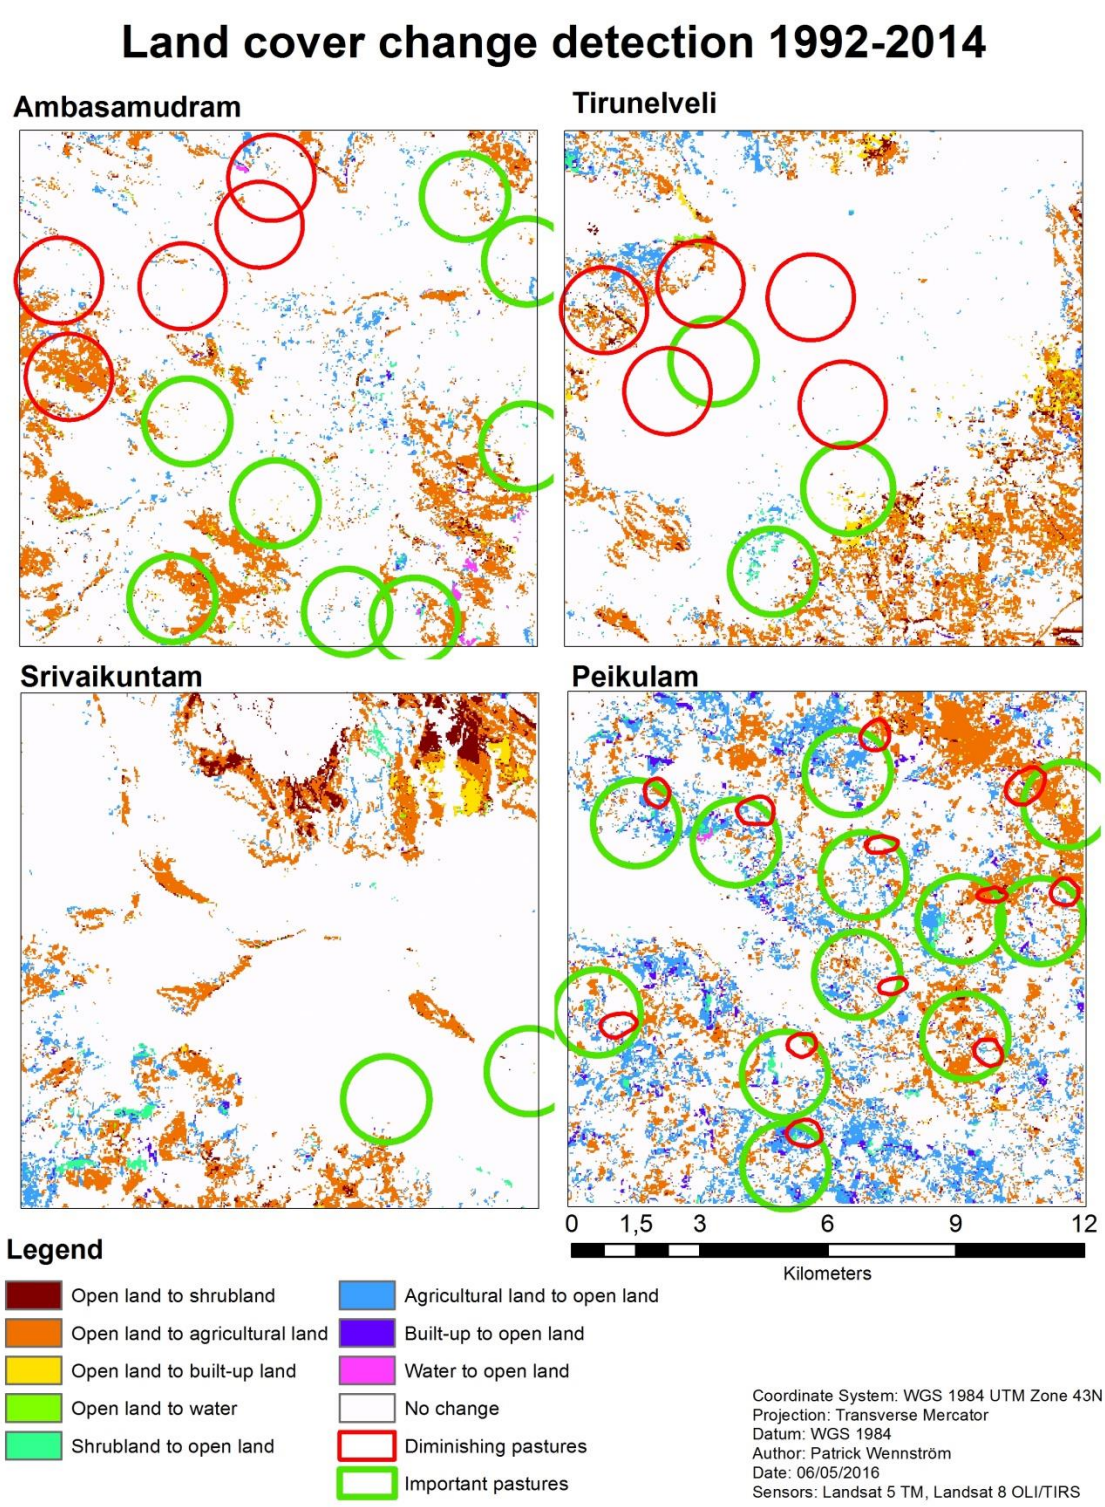 Land cover change detection 1992-2014
Ambasamudram
Tirunelveli
Srivaikuntam
Peikulam
0 1,5 3 6 9 12
Kilometers
Legend
Open land to shrubland
Open land to agricultural land
Open land to built-up land
Open land to water
Shrubland to open land
Agricultural land to open land
Built-up to open land
Water to open land
No change
Diminishing pastures
Important pastures
Coordinate System: WGS 1984 UTM Zone 43N
Projection: Transverse Mercator
Datum: WGS 1984
Author: Patrick Wennström
Date: 06/05/2016
Sensors: Landsat 5 TM, Landsat 8 OLI/TIRS